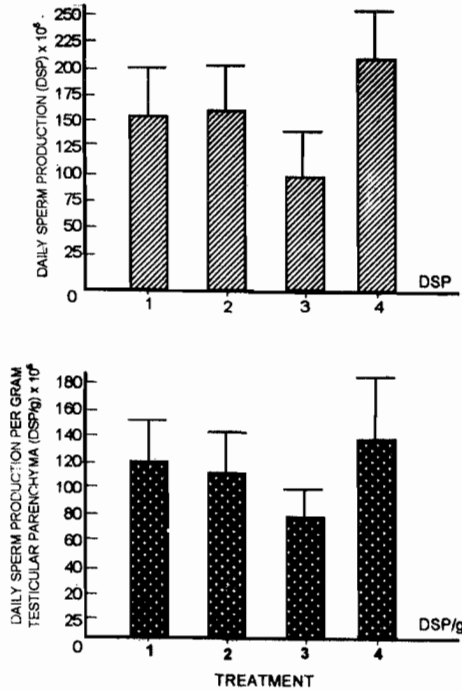 DAILY SPERM PRODUCTION (DSP) x 10⁶
250
225
200
175
150
125
100
75
50
25
0
1 2 3 4
DSP
DAILY SPERM PRODUCTION PER GRAM
TESTICULAR PARENCHYMA (DSP/g) x 10⁶
180
160
140
120
100
80
60
40
20
25
0
1 2 3 4
DSP/g
TREATMENT